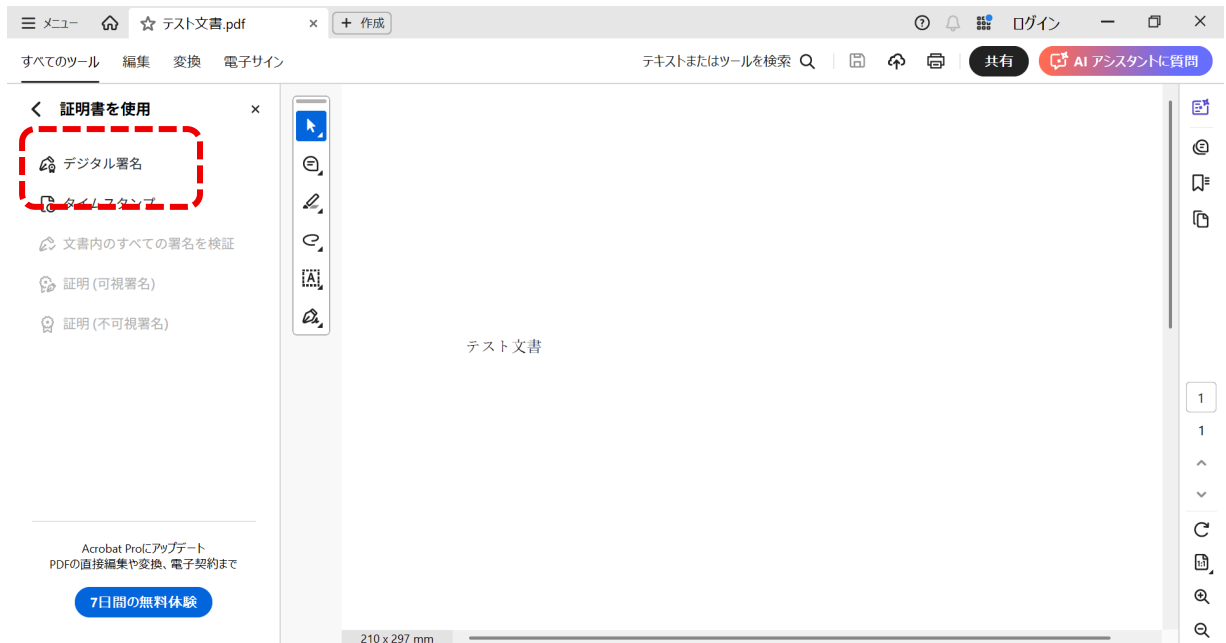 メニュー
テスト文書.pdf
+ 作成
ログイン
すべてのツール 編集 変換 電子サイン
テキストまたはツールを検索
共有
AI アシスタントに質問
証明書を使用
デジタル署名
タイムスタンプ
文書内のすべての署名を検証
証明 (可視署名)
証明 (不可視署名)
テスト文書
1
1
Acrobat Proにアップデート
PDFの直接編集や変換、電子契約まで
7日間の無料体験
210 x 297 mm